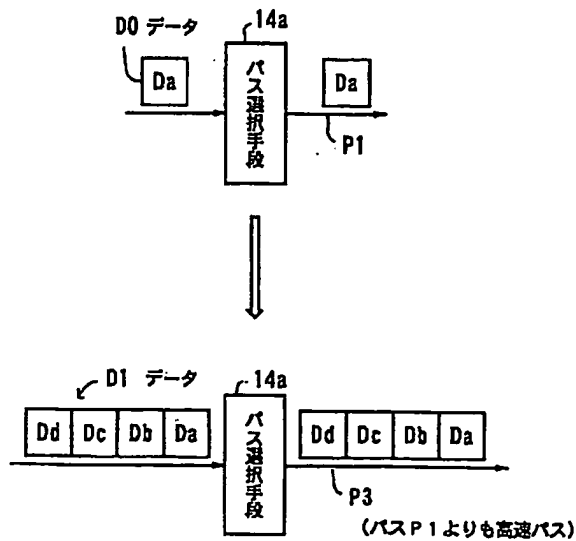 D0 データ
14a
Da
パス選択手段
Da
P1
D1 データ
14a
Dd Dc Db Da
パス選択手段
Dd Dc Db Da
P3
(パスP1よりも高速パス)